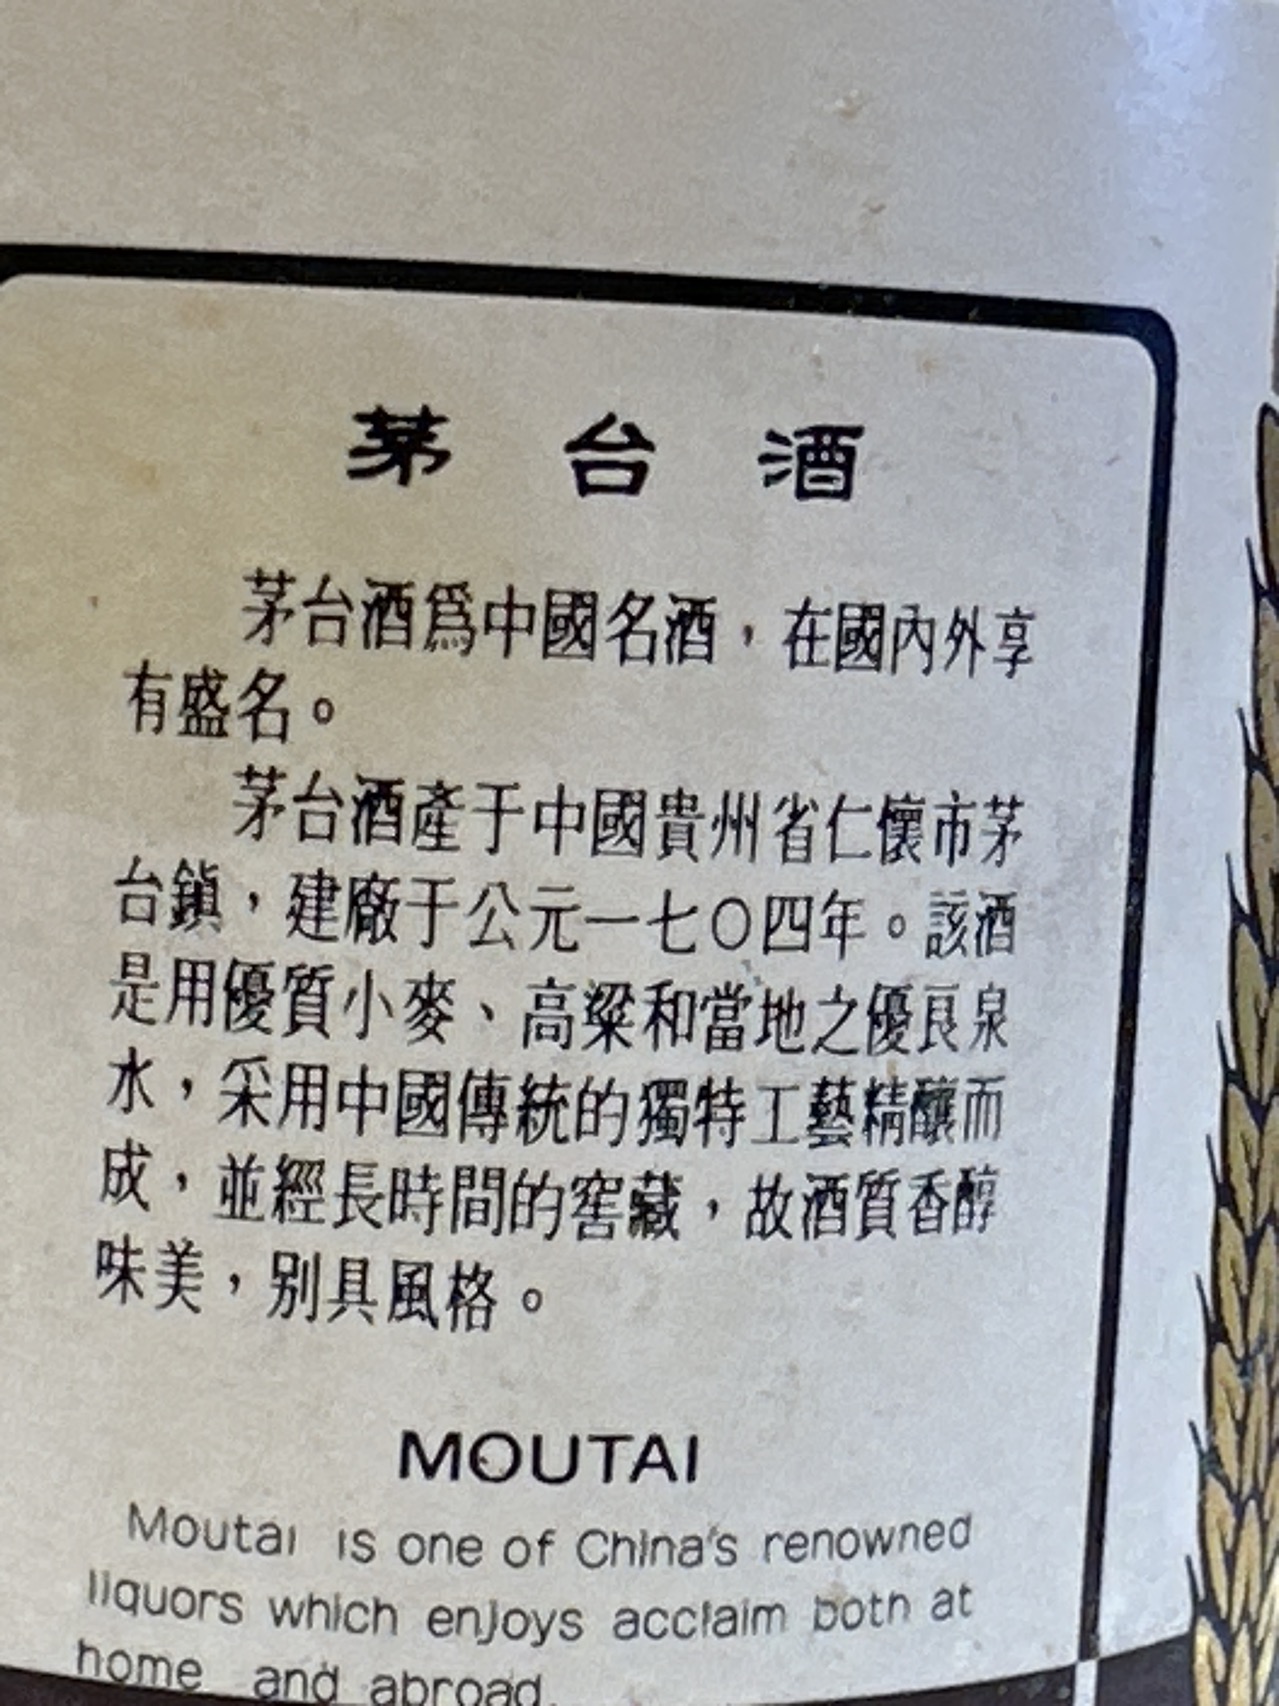 茅台酒
茅台酒爲中國名酒，在國內外享
有盛名。
茅台酒產于中國貴州省仁懷市茅
台鎮，建廠于公元一七〇四年。該酒
是用優質小麥、高粱和當地之優良泉
水，采用中國傳統的獨特工藝精釀而
成，並經長時間的窖藏，故酒質香醇
味美，别具風格。
MOUTAI
Moutai is one of China's renowned
liquors which enjoys acclaim both at
home and abroad.